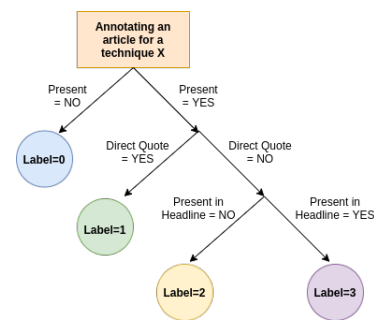 Annotating an
article for a
technique X
Present
= NO
Present
= YES
Label=0
Direct Quote
= YES
Direct Quote
= NO
Label=1
Present in
Headline = NO
Present in
Headline = YES
Label=2
Label=3